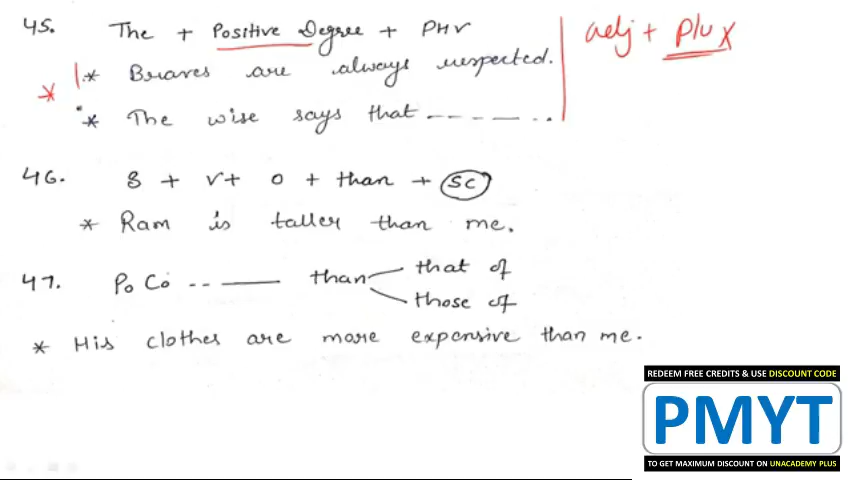 45. The + Positive Degree + PHV
adj + Plu x
* Braves are always respected.
* The wise says that -----..
46. S + V + O + than + SC
* Ram is taller than me.
47. Po Co -- —— than
that of
those of
* His clothes are more expensive than me.
REDEEM FREE CREDITS & USE DISCOUNT CODE
PMYT
TO GET MAXIMUM DISCOUNT ON UNACADEMY PLUS